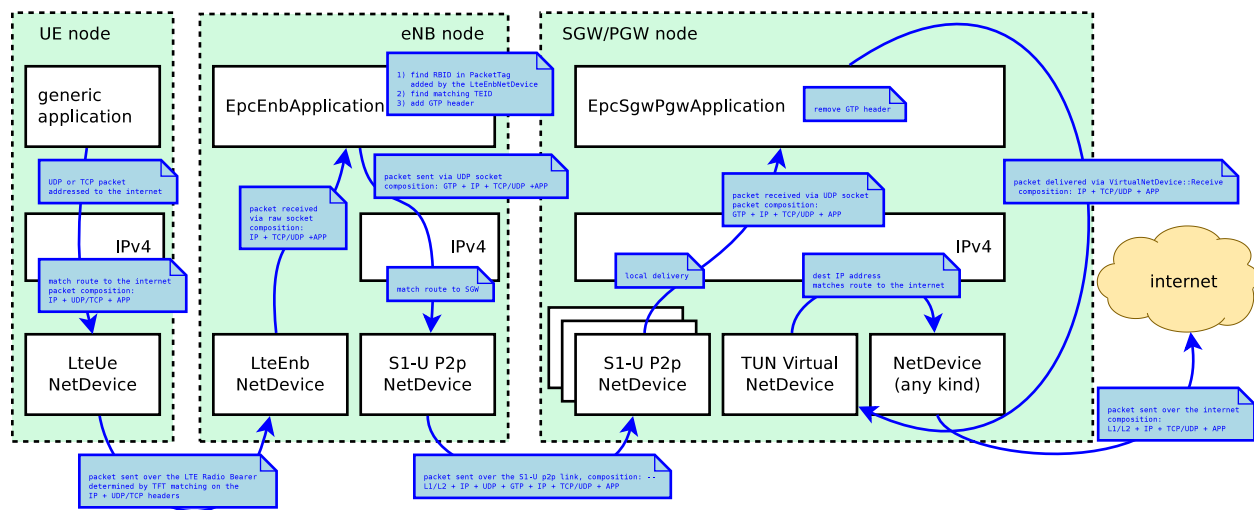 UE node
generic
application
UDP or TCP packet
addressed to the internet
IPv4
match route to the internet
packet composition:
IP + UDP/TCP + APP
LteUe
NetDevice
packet sent over the LTE Radio Bearer
determined by TFT matching on the
IP + UDP/TCP headers
eNB node
EpcEnbApplication
1) find RBID in PacketTag
added by the LteEnbNetDevice
2) find matching TEID
3) add GTP header
packet sent via UDP socket
composition: GTP + IP + TCP/UDP +APP
packet received
via raw socket
composition:
IP + TCP/UDP +APP
IPv4
match route to SGW
LteEnb
NetDevice
S1-U P2p
NetDevice
packet sent over the S1-U p2p link, composition: --
L1/L2 + IP + UDP + GTP + IP + TCP/UDP + APP
SGW/PGW node
EpcSgwPgwApplication
remove GTP header
packet received via UDP socket
packet composition:
GTP + IP + TCP/UDP + APP
IPv4
local delivery
dest IP address
matches route to the internet
S1-U P2p
NetDevice
TUN Virtual
NetDevice
NetDevice
(any kind)
packet delivered via VirtualNetDevice::Receive
composition: IP + TCP/UDP + APP
internet
packet sent over the internet
composition:
L1/L2 + IP + TCP/UDP + APP